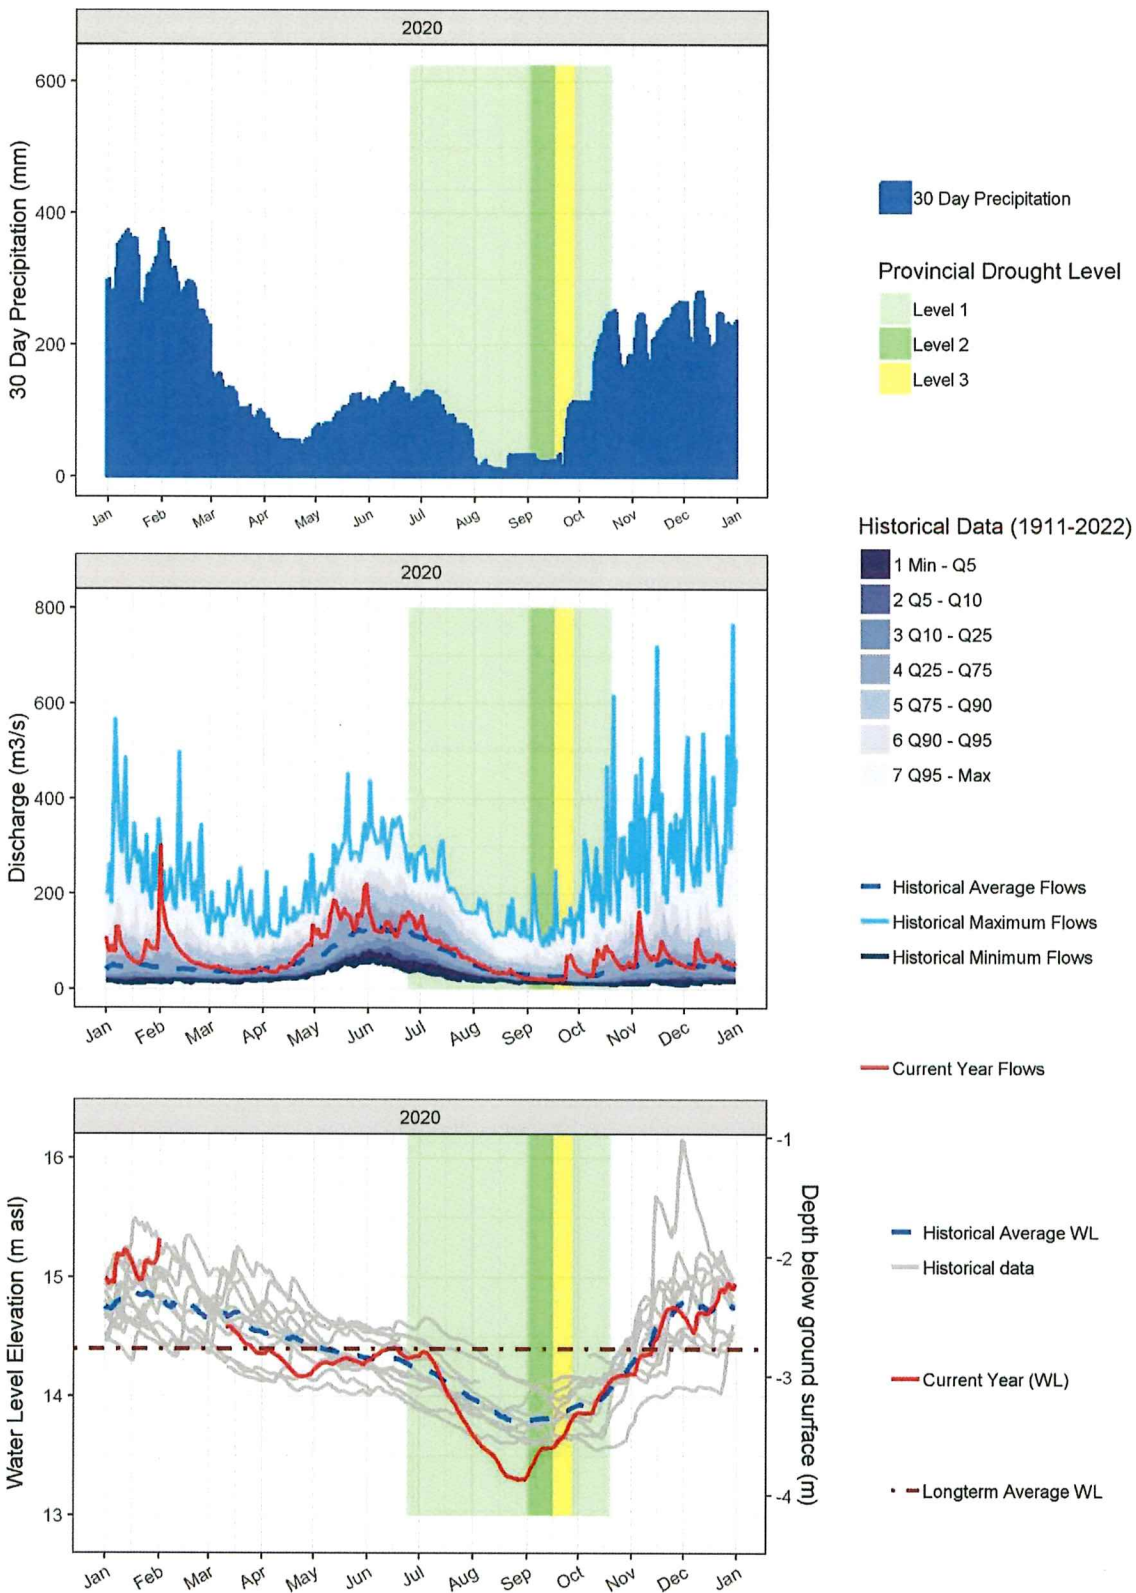 2020
30 Day Precipitation (mm)
600
400
200
0
Jan
Feb
Mar
Apr
May
Jun
Jul
Aug
Sep
Oct
Nov
Dec
Jan
30 Day Precipitation
Provincial Drought Level
Level 1
Level 2
Level 3
2020
Discharge (m3/s)
800
600
400
200
0
Jan
Feb
Mar
Apr
May
Jun
Jul
Aug
Sep
Oct
Nov
Dec
Jan
Historical Data (1911-2022)
1 Min - Q5
2 Q5 - Q10
3 Q10 - Q25
4 Q25 - Q75
5 Q75 - Q90
6 Q90 - Q95
7 Q95 - Max
Historical Average Flows
Historical Maximum Flows
Historical Minimum Flows
Current Year Flows
2020
Water Level Elevation (m asl)
16
15
14
13
Depth below ground surface (m)
-1
-2
-3
-4
Jan
Feb
Mar
Apr
May
Jun
Jul
Aug
Sep
Oct
Nov
Dec
Jan
Historical Average WL
Historical data
Current Year (WL)
Longterm Average WL